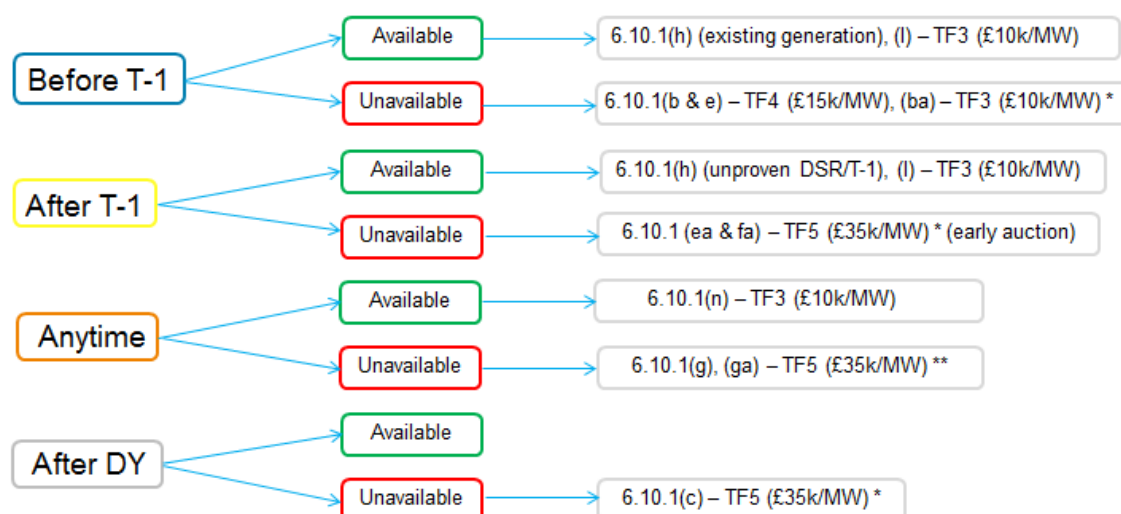 Available
6.10.1(h) (existing generation), (l) – TF3 (£10k/MW)
Before T-1
Unavailable
6.10.1(b & e) – TF4 (£15k/MW), (ba) – TF3 (£10k/MW) *
Available
6.10.1(h) (unproven DSR/T-1), (l) – TF3 (£10k/MW)
After T-1
Unavailable
6.10.1 (ea & fa) – TF5 (£35k/MW) * (early auction)
Available
6.10.1(n) – TF3 (£10k/MW)
Anytime
Unavailable
6.10.1(g), (ga) – TF5 (£35k/MW) **
Available
After DY
Unavailable
6.10.1(c) – TF5 (£35k/MW) *